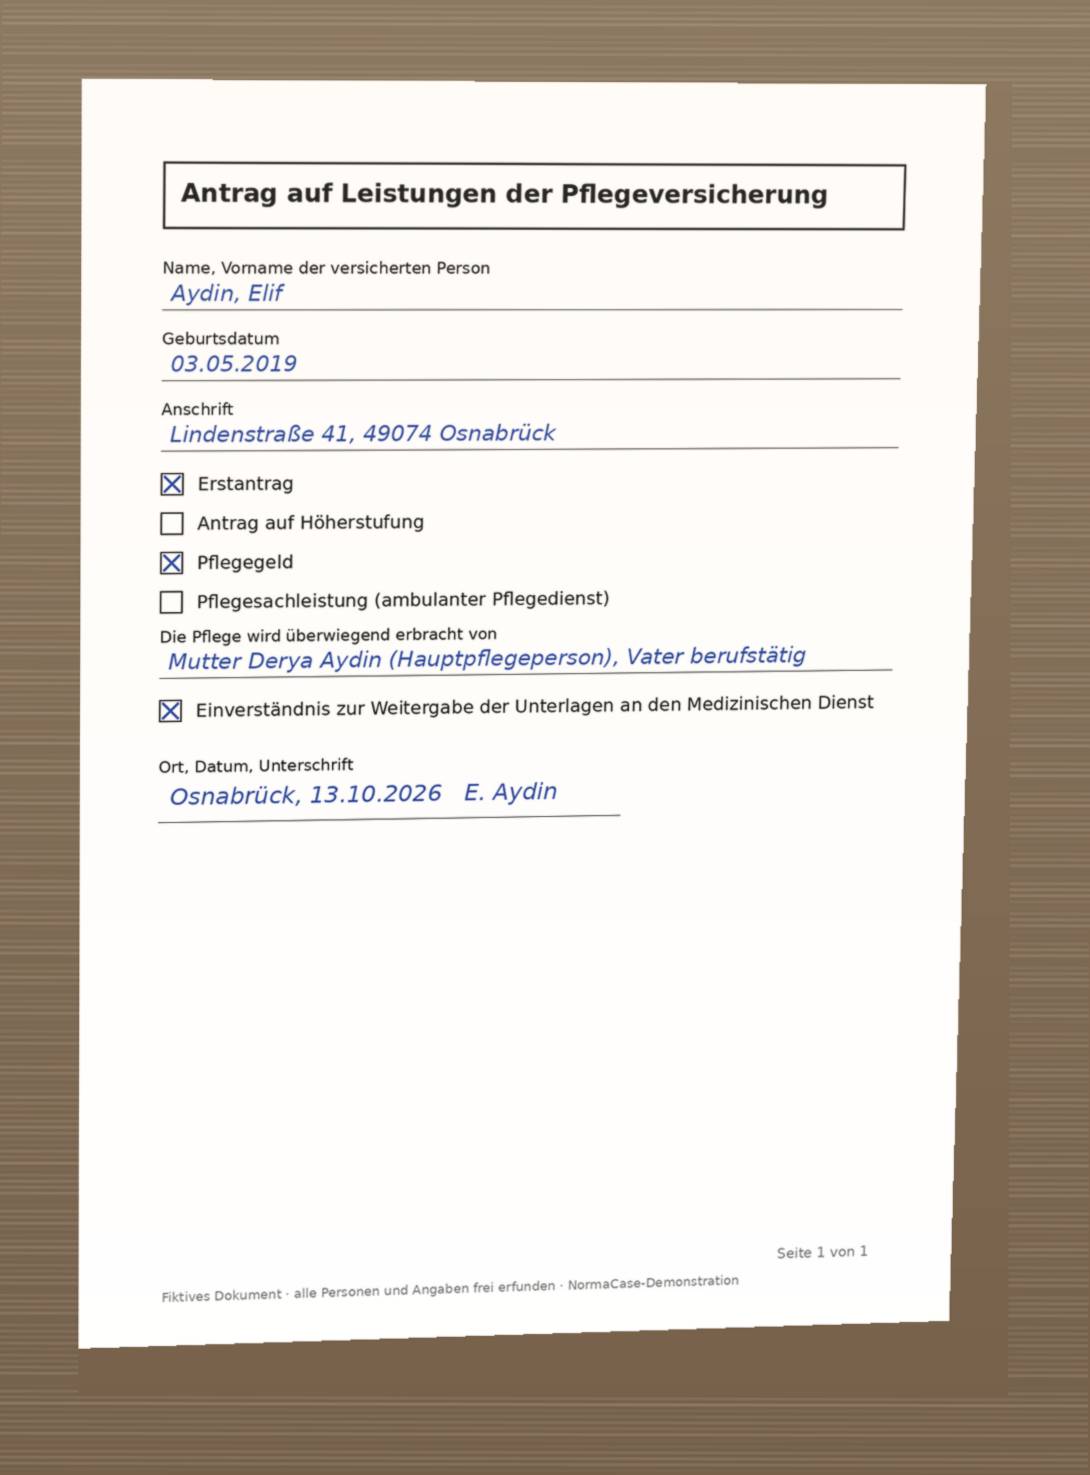 Antrag auf Leistungen der Pflegeversicherung
Name, Vorname der versicherten Person
Aydin, Elif
Geburtsdatum
03.05.2019
Anschrift
Lindenstraße 41, 49074 Osnabrück
☒ Erstantrag
☐ Antrag auf Höherstufung
☒ Pflegegeld
☐ Pflegesachleistung (ambulanter Pflegedienst)
Die Pflege wird überwiegend erbracht von
Mutter Derya Aydin (Hauptpflegeperson), Vater berufstätig
☒ Einverständnis zur Weitergabe der Unterlagen an den Medizinischen Dienst
Ort, Datum, Unterschrift
Osnabrück, 13.10.2026 E. Aydin
Seite 1 von 1
Fiktives Dokument · alle Personen und Angaben frei erfunden · NormaCase-Demonstration